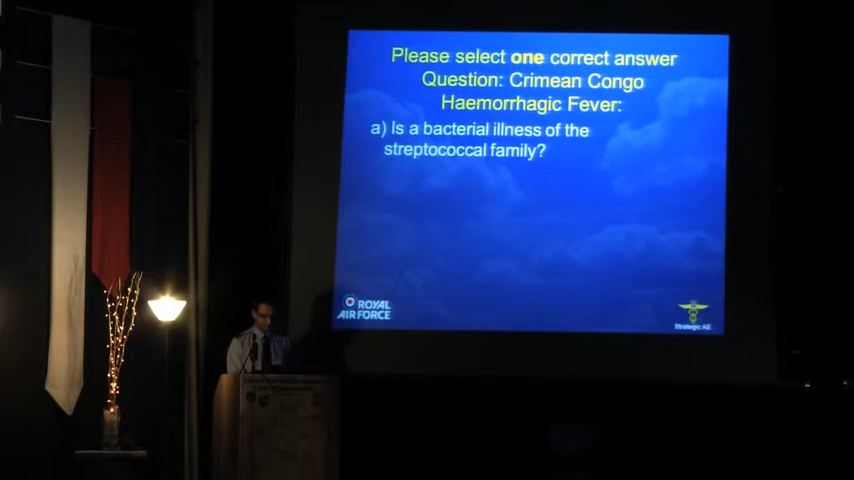 Please select one correct answer
Question: Crimean Congo
Haemorrhagic Fever:
a) Is a bacterial illness of the
streptococcal family?
ROYAL
AIR FORCE
Strategic AE